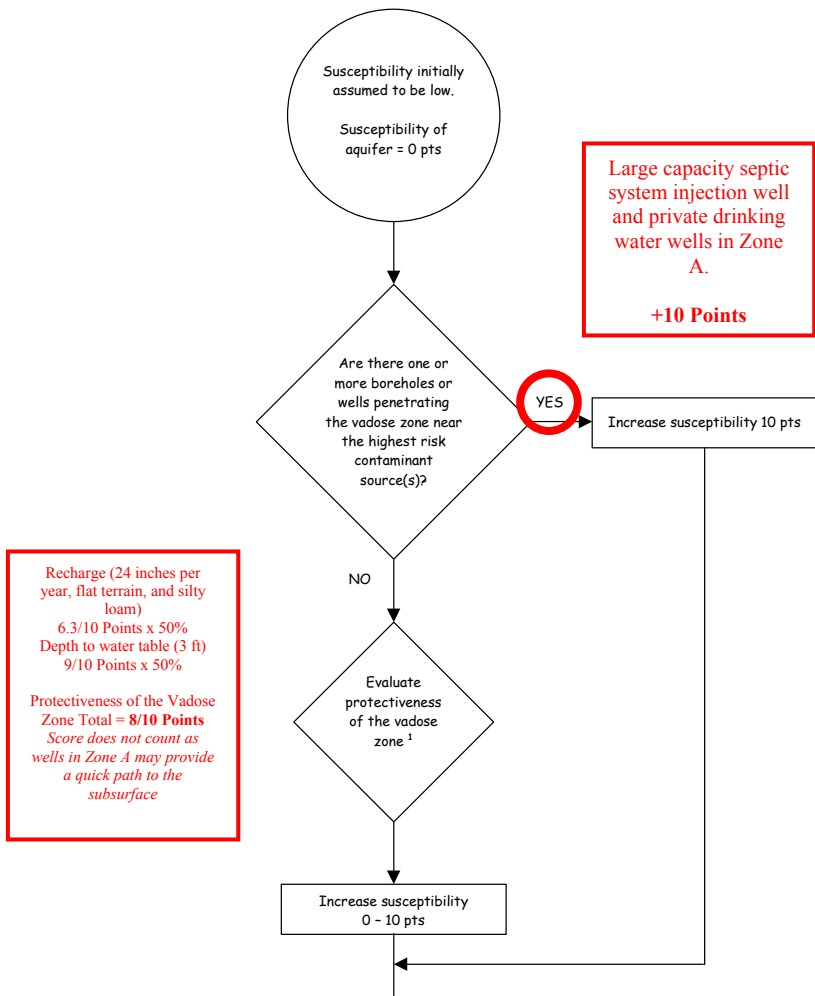 Susceptibility initially
assumed to be low.
Susceptibility of
aquifer = 0 pts
Large capacity septic
system injection well
and private drinking
water wells in Zone
A.
+10 Points
Are there one or
more boreholes or
wells penetrating
the vadose zone near
the highest risk
contaminant
source(s)?
YES
Increase susceptibility 10 pts
NO
Recharge (24 inches per
year, flat terrain, and silty
loam)
6.3/10 Points x 50%
Depth to water table (3 ft)
9/10 Points x 50%
Protectiveness of the Vadose
Zone Total = 8/10 Points
Score does not count as
wells in Zone A may provide
a quick path to the
subsurface
Evaluate
protectiveness
of the vadose
zone ¹
Increase susceptibility
0 – 10 pts